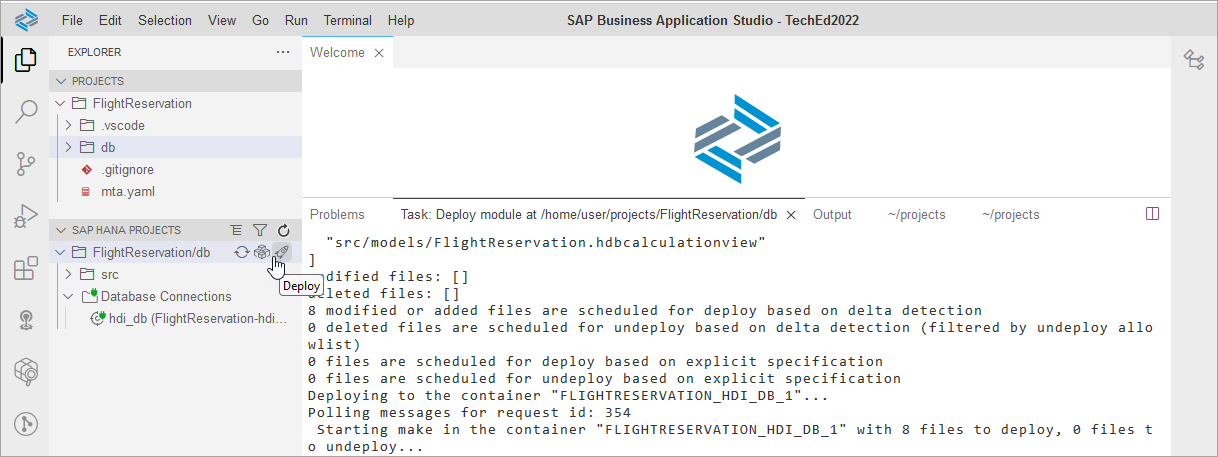 File Edit Selection View Go Run Terminal Help
SAP Business Application Studio - TechEd2022
EXPLORER
PROJECTS
FlightReservation
.vscode
db
.gitignore
mta.yaml
SAP HANA PROJECTS
FlightReservation/db
Deploy
src
Database Connections
hdi_db (FlightReservation-hdi...
Welcome
Problems Task: Deploy module at /home/user/projects/FlightReservation/db Output ~/projects ~/projects
"src/models/FlightReservation.hdbcalculationview"
]
odified files: []
deleted files: []
8 modified or added files are scheduled for deploy based on delta detection
0 deleted files are scheduled for undeploy based on delta detection (filtered by undeploy allo
wlist)
0 files are scheduled for deploy based on explicit specification
0 files are scheduled for undeploy based on explicit specification
Deploying to the container "FLIGHTRESERVATION_HDI_DB_1"...
Polling messages for request id: 354
Starting make in the container "FLIGHTRESERVATION_HDI_DB_1" with 8 files to deploy, 0 files t
o undeploy...